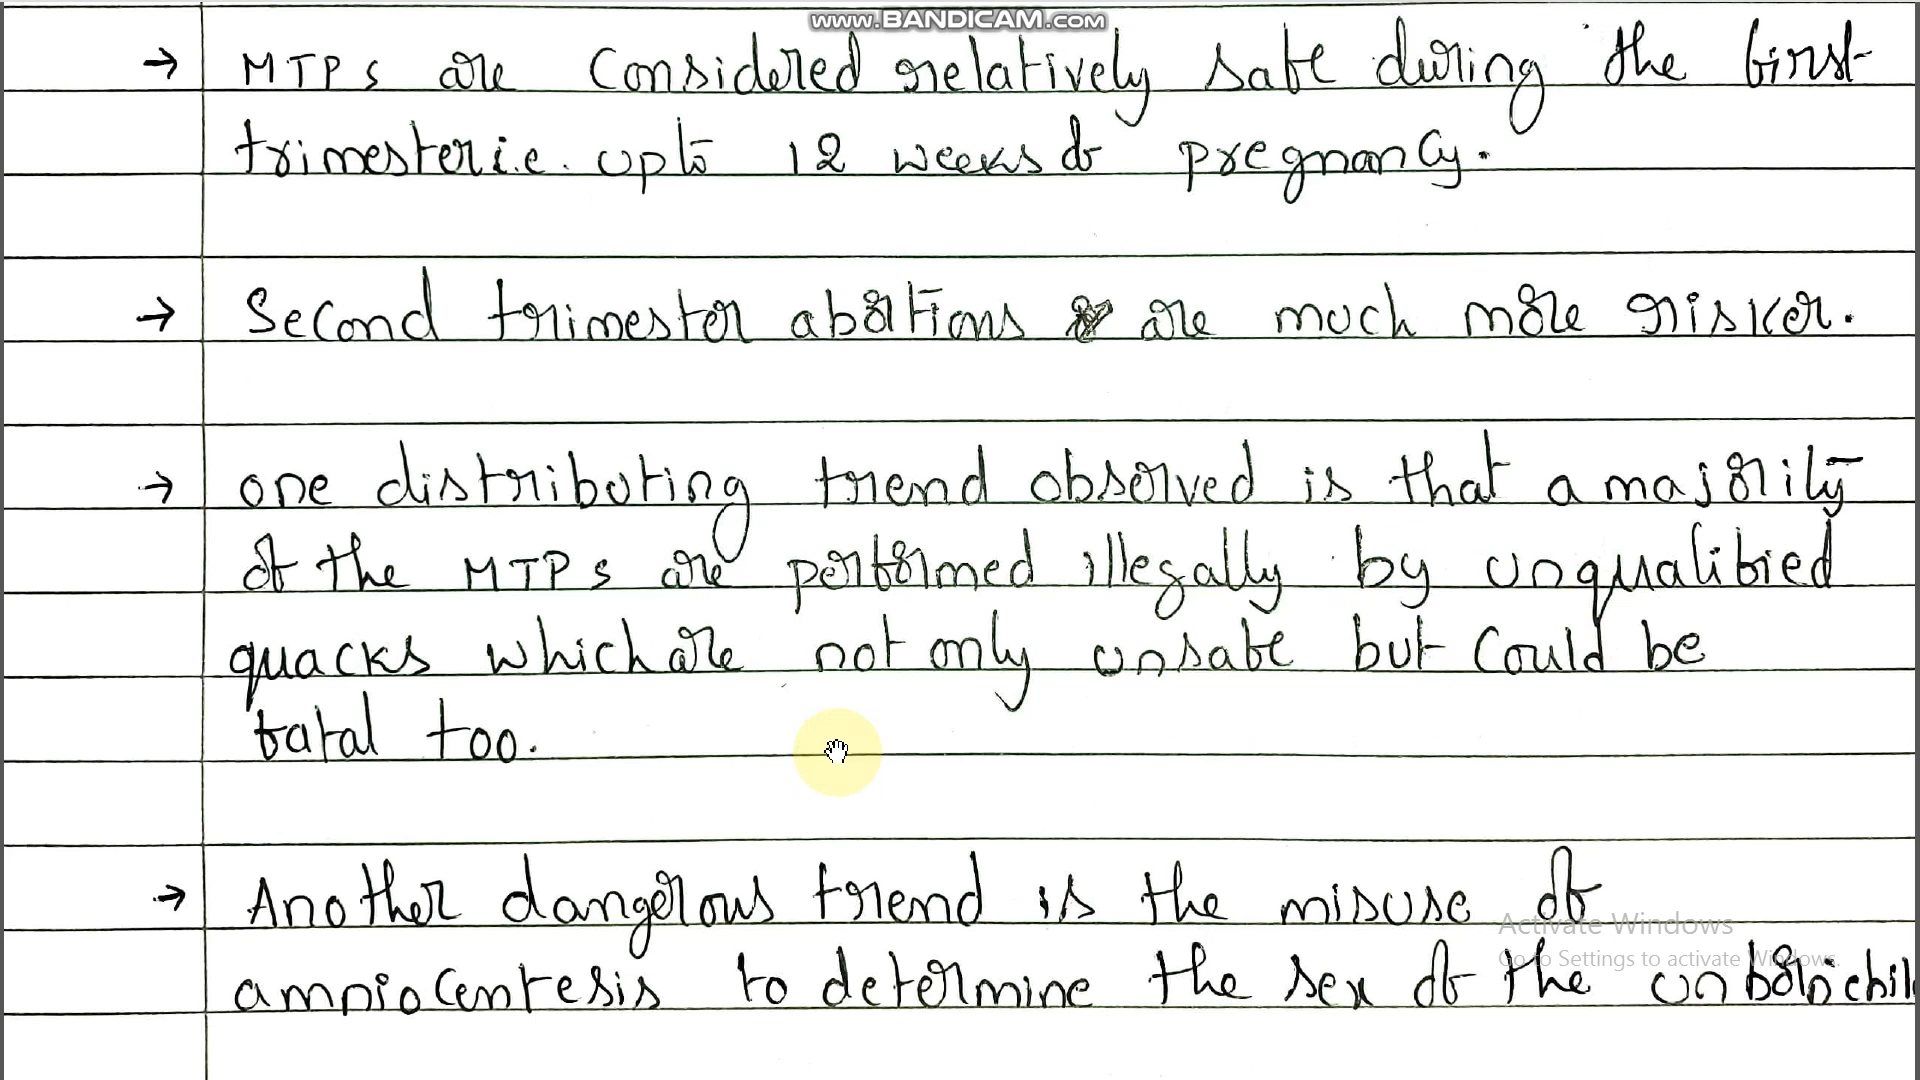 www.BANDICAM.com
→ MTPs are Considered relatively safe during the first
trimester i.e. upto 12 weeks of pregnancy.
→ Second trimester abortions are much more risker.
→ one distributing trend observed is that a majority
of the MTPs are performed illegally by unqualified
quacks which are not only unsafe but Could be
fatal too.
→ Another dangerous trend is the misuse of
amniocentesis to determine the sex of the unborn chil
Activate Windows
Go to Settings to activate Windows.